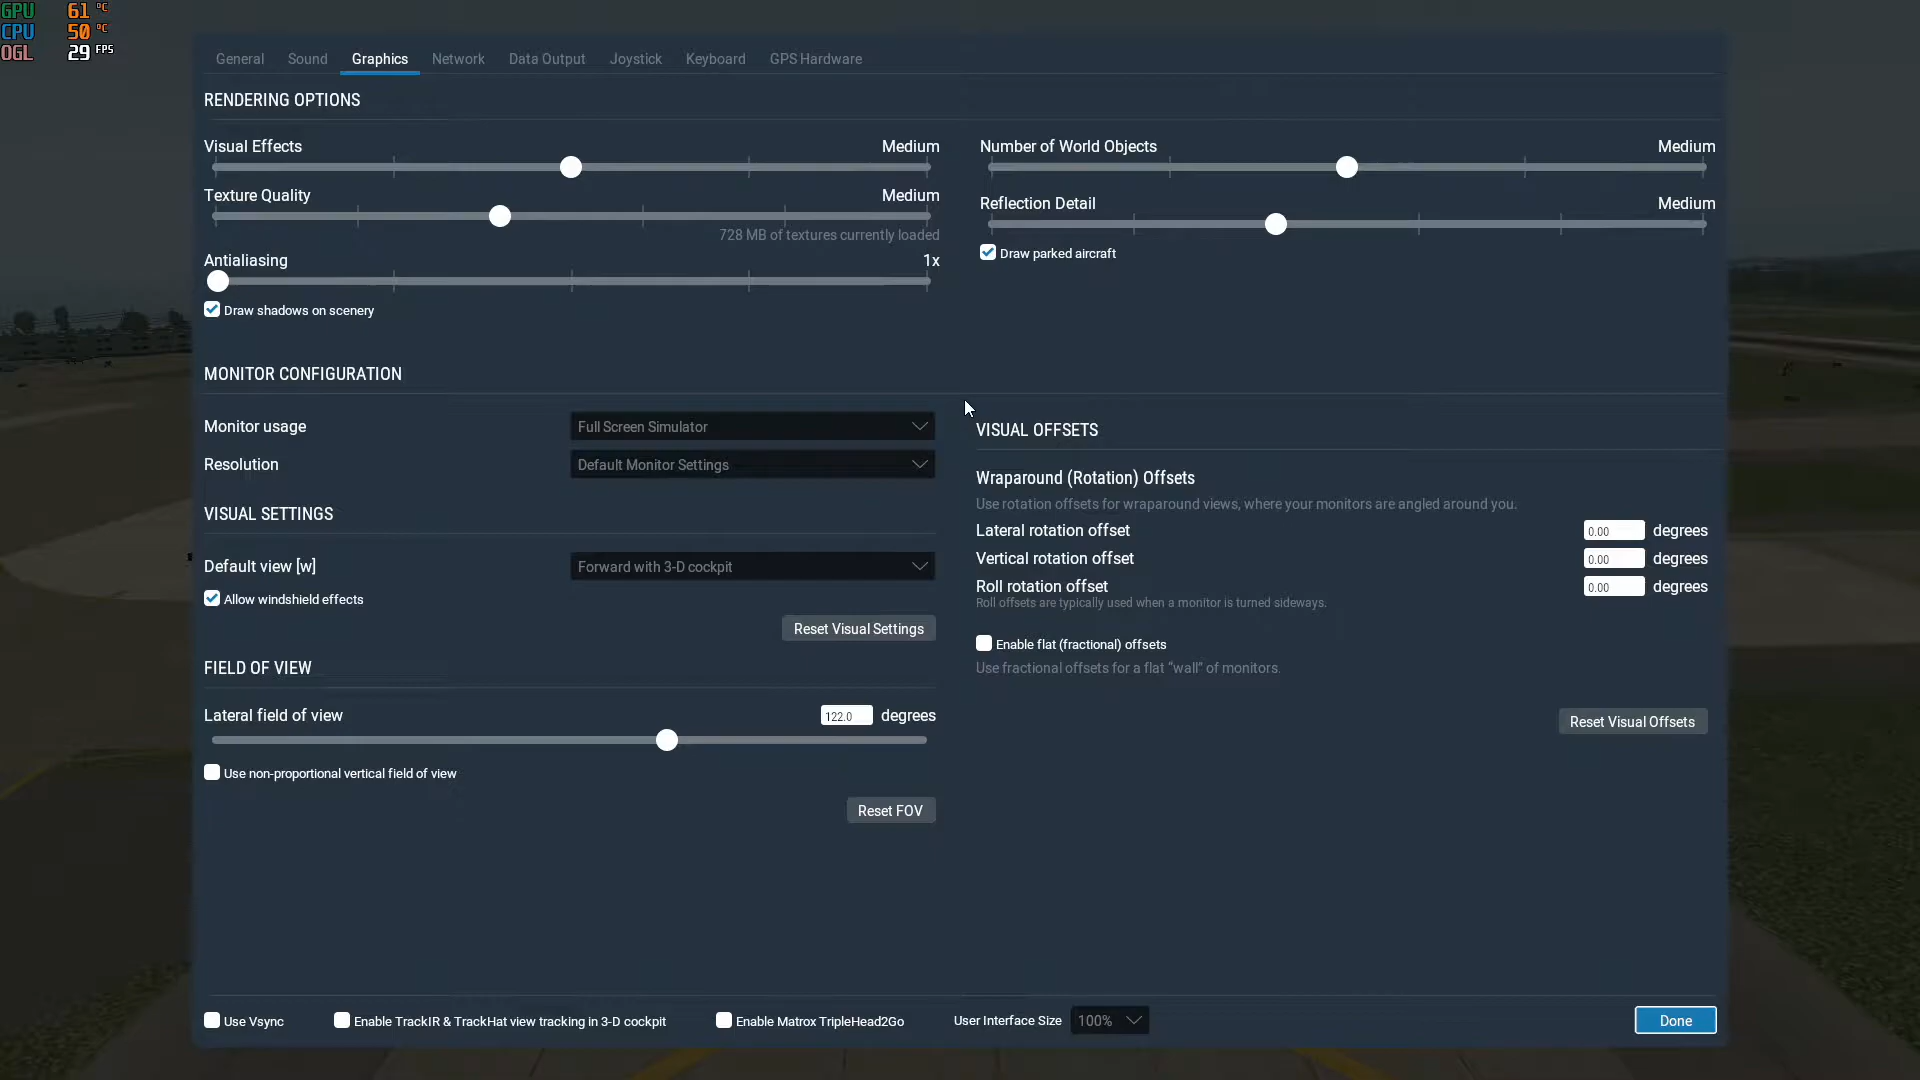 GPU 61 °C
CPU 50 °C
OGL 29 FPS
General Sound Graphics Network Data Output Joystick Keyboard GPS Hardware
RENDERING OPTIONS
Visual Effects Medium
Texture Quality Medium
728 MB of textures currently loaded
Antialiasing 1x
Draw shadows on scenery
Number of World Objects Medium
Reflection Detail Medium
Draw parked aircraft
MONITOR CONFIGURATION
Monitor usage Full Screen Simulator
Resolution Default Monitor Settings
VISUAL SETTINGS
Default view [w] Forward with 3-D cockpit
Allow windshield effects
Reset Visual Settings
FIELD OF VIEW
Lateral field of view 122.0 degrees
Use non-proportional vertical field of view
Reset FOV
VISUAL OFFSETS
Wraparound (Rotation) Offsets
Use rotation offsets for wraparound views, where your monitors are angled around you.
Lateral rotation offset 0.00 degrees
Vertical rotation offset 0.00 degrees
Roll rotation offset 0.00 degrees
Roll offsets are typically used when a monitor is turned sideways.
Enable flat (fractional) offsets
Use fractional offsets for a flat “wall” of monitors.
Reset Visual Offsets
Use Vsync Enable TrackIR & TrackHat view tracking in 3-D cockpit Enable Matrox TripleHead2Go User Interface Size 100% Done